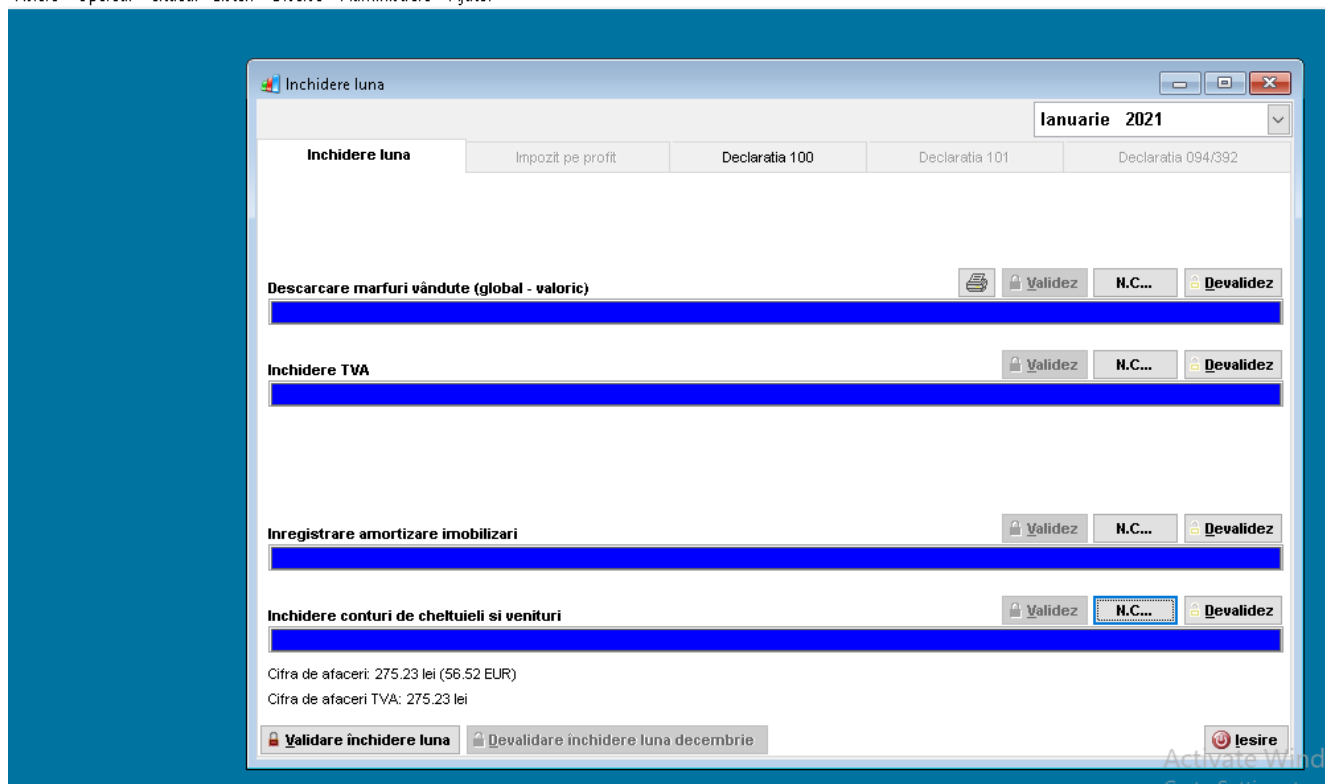 Inchidere luna
Ianuarie 2021
Inchidere luna Impozit pe profit Declaratia 100 Declaratia 101 Declaratia 094/392
Descarcare marfuri vândute (global - valoric) Validez N.C... Devalidez
Inchidere TVA Validez N.C... Devalidez
Inregistrare amortizare imobilizari Validez N.C... Devalidez
Inchidere conturi de cheltuieli si venituri Validez N.C... Devalidez
Cifra de afaceri: 275.23 lei (56.52 EUR)
Cifra de afaceri TVA: 275.23 lei
Validare închidere luna Devalidare închidere luna decembrie Iesire
Activate Wind